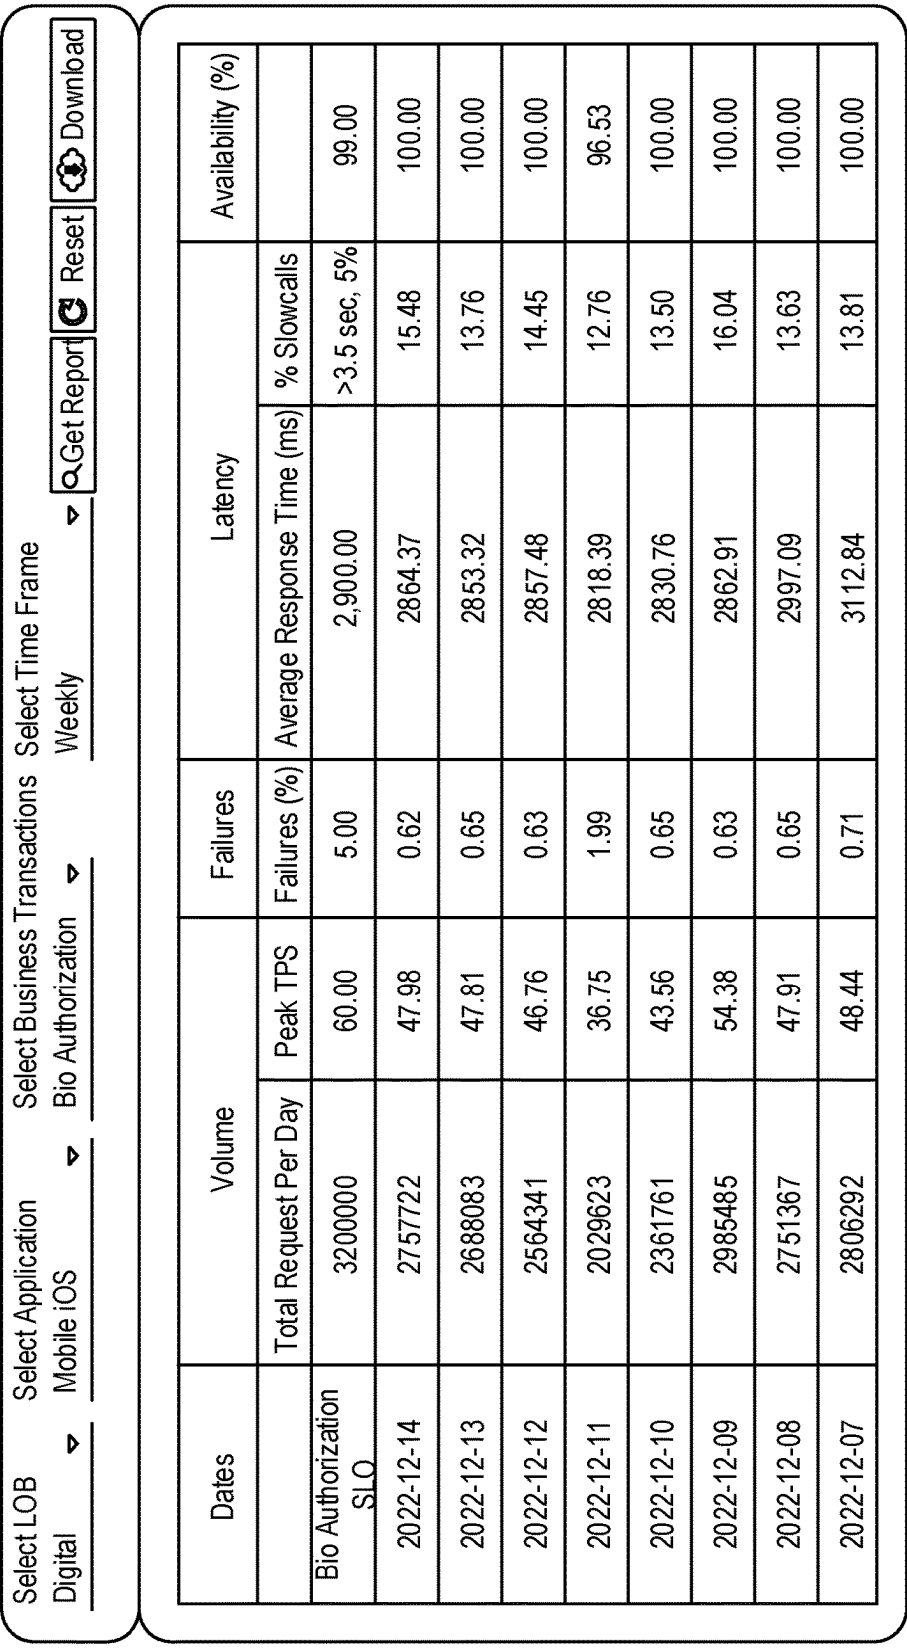 Select LOB Select Application Select Business Transactions Select Time Frame
Digital Mobile iOS Bio Authorization Weekly Get Report Reset Download
Dates Volume Failures Latency Availability (%)
Total Request Per Day Peak TPS Failures (%) Average Response Time (ms) % Slowcalls
Bio Authorization SLO 3200000 60.00 5.00 2,900.00 >3.5 sec, 5% 99.00
2022-12-14 2757722 47.98 0.62 2864.37 15.48 100.00
2022-12-13 2688083 47.81 0.65 2853.32 13.76 100.00
2022-12-12 2564341 46.76 0.63 2857.48 14.45 100.00
2022-12-11 2029623 36.75 1.99 2818.39 12.76 96.53
2022-12-10 2361761 43.56 0.65 2830.76 13.50 100.00
2022-12-09 2985485 54.38 0.63 2862.91 16.04 100.00
2022-12-08 2751367 47.91 0.65 2997.09 13.63 100.00
2022-12-07 2806292 48.44 0.71 3112.84 13.81 100.00